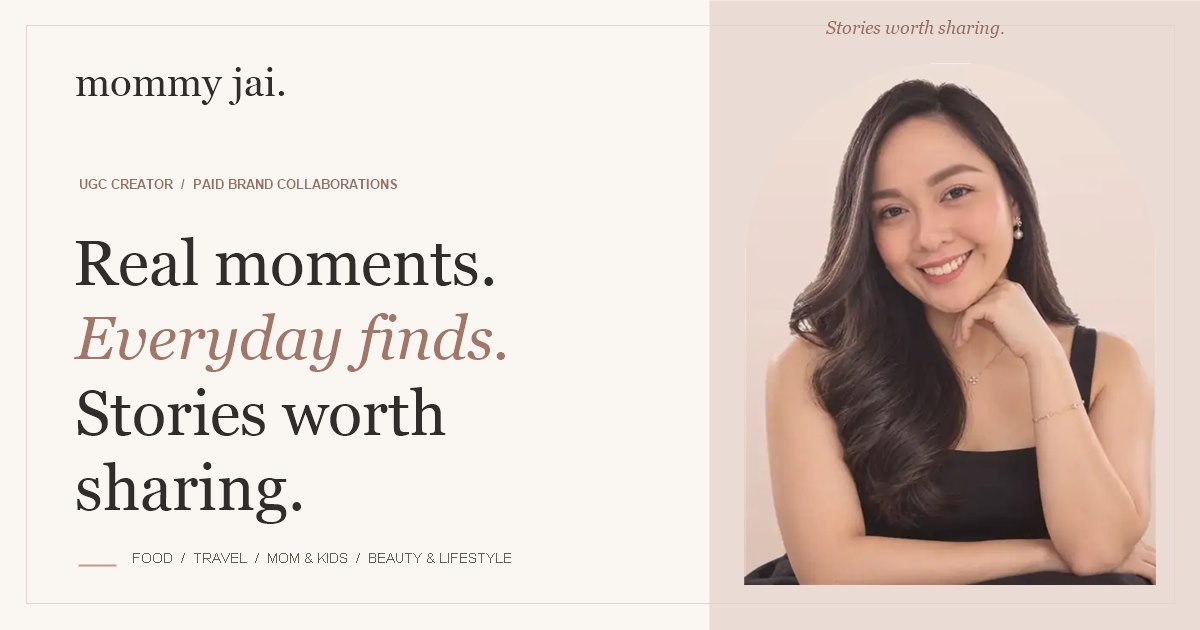 mommy jai.
UGC CREATOR / PAID BRAND COLLABORATIONS
Real moments.
Everyday finds.
Stories worth
sharing.
FOOD / TRAVEL / MOM & KIDS / BEAUTY & LIFESTYLE
Stories worth sharing.